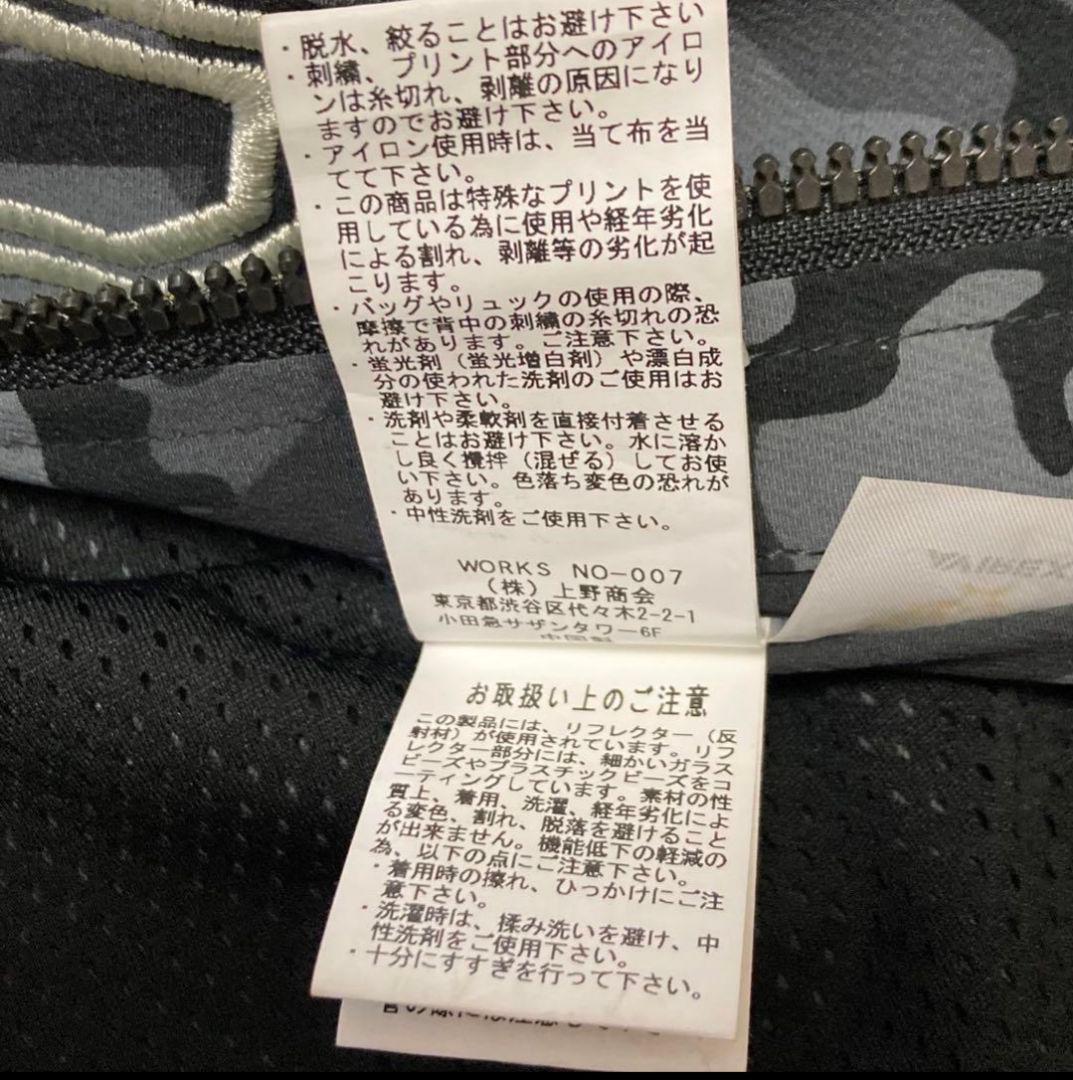 ・脱水、絞ることはお避け下さい
・刺繍、プリント部分へのアイロ
ンは糸切れ、剥離の原因になり
ますのでお避け下さい。
・アイロン使用時は、当て布を当
てて下さい。
・この商品は特殊なプリントを使
用している為に使用や経年劣化
による割れ、剥離等の劣化が起
こります。
・バッグやリュックの使用の際、
摩擦で背中の刺繍の糸切れの恐
れがあります。ご注意下さい。
・蛍光剤（蛍光増白剤）や漂白成
分の使われた洗剤のご使用はお
避け下さい。
・洗剤や柔軟剤を直接付着させる
ことはお避け下さい。水に溶か
し良く攪拌（混ぜる）してお使
い下さい。色落ち変色の恐れが
あります。
・中性洗剤をご使用下さい。
WORKS NO-007
（株）上野商会
東京都渋谷区代々木2-2-1
小田急サザンタワー6F
中国製
AVIREX
お取扱い上のご注意
この製品には、リフレクター（反
射材）が使用されています。リフ
レクター部分には、細かいガラス
ビーズやプラスチックビーズをコ
ーティングしています。素材の性
質上、着用、洗濯、経年劣化によ
る変色、割れ、脱落を避けること
が出来ません。機能低下の軽減の
為、以下の点にご注意下さい。
・着用時の擦れ、ひっかけにご注
意下さい。
・洗濯時は、揉み洗いを避け、中
性洗剤をご使用下さい。
・十分にすすぎを行って下さい。